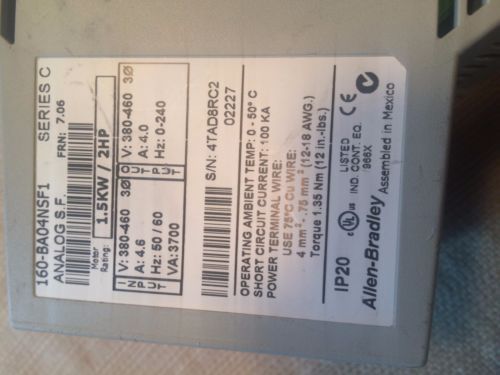 160-BA04NSF1 SERIES C
ANALOG S.F. FRN: 7.06
Motor Rating: 1.5KW / 2HP
INPUT V: 380-460 3Ø
A: 4.6
Hz: 50 / 60
VA: 3700
OUTPUT V: 380-460 3Ø
A: 4.0
Hz: 0-240
S/N: 4TAD8RC2
02227
OPERATING AMBIENT TEMP: 0 - 50° C
SHORT CIRCUIT CURRENT: 100 KA
POWER TERMINAL WIRE:
USE 75°C CU WIRE:
4 mm² - .75 mm² (12-18 AWG.)
Torque 1.35 Nm (12 in.-lbs.)
IP20
c UL US LISTED
IND. CONT. EQ.
966X
CE
Allen-Bradley Assembled in Mexico